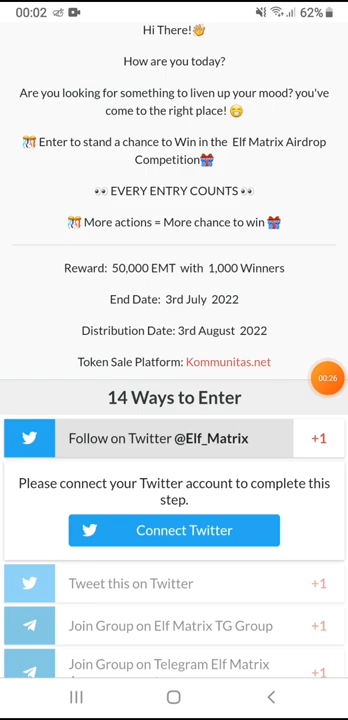 00:02 62%
Hi There!👋
How are you today?
Are you looking for something to liven up your mood? you've
come to the right place! 😁
🎊 Enter to stand a chance to Win in the Elf Matrix Airdrop
Competition🎁
👀 EVERY ENTRY COUNTS 👀
🎊 More actions = More chance to win 🎁
Reward: 50,000 EMT with 1,000 Winners
End Date: 3rd July 2022
Distribution Date: 3rd August 2022
Token Sale Platform: Kommunitas.net
00:26
14 Ways to Enter
Follow on Twitter @Elf_Matrix +1
Please connect your Twitter account to complete this
step.
Connect Twitter
Tweet this on Twitter +1
Join Group on Elf Matrix TG Group +1
Join Group on Telegram Elf Matrix +1